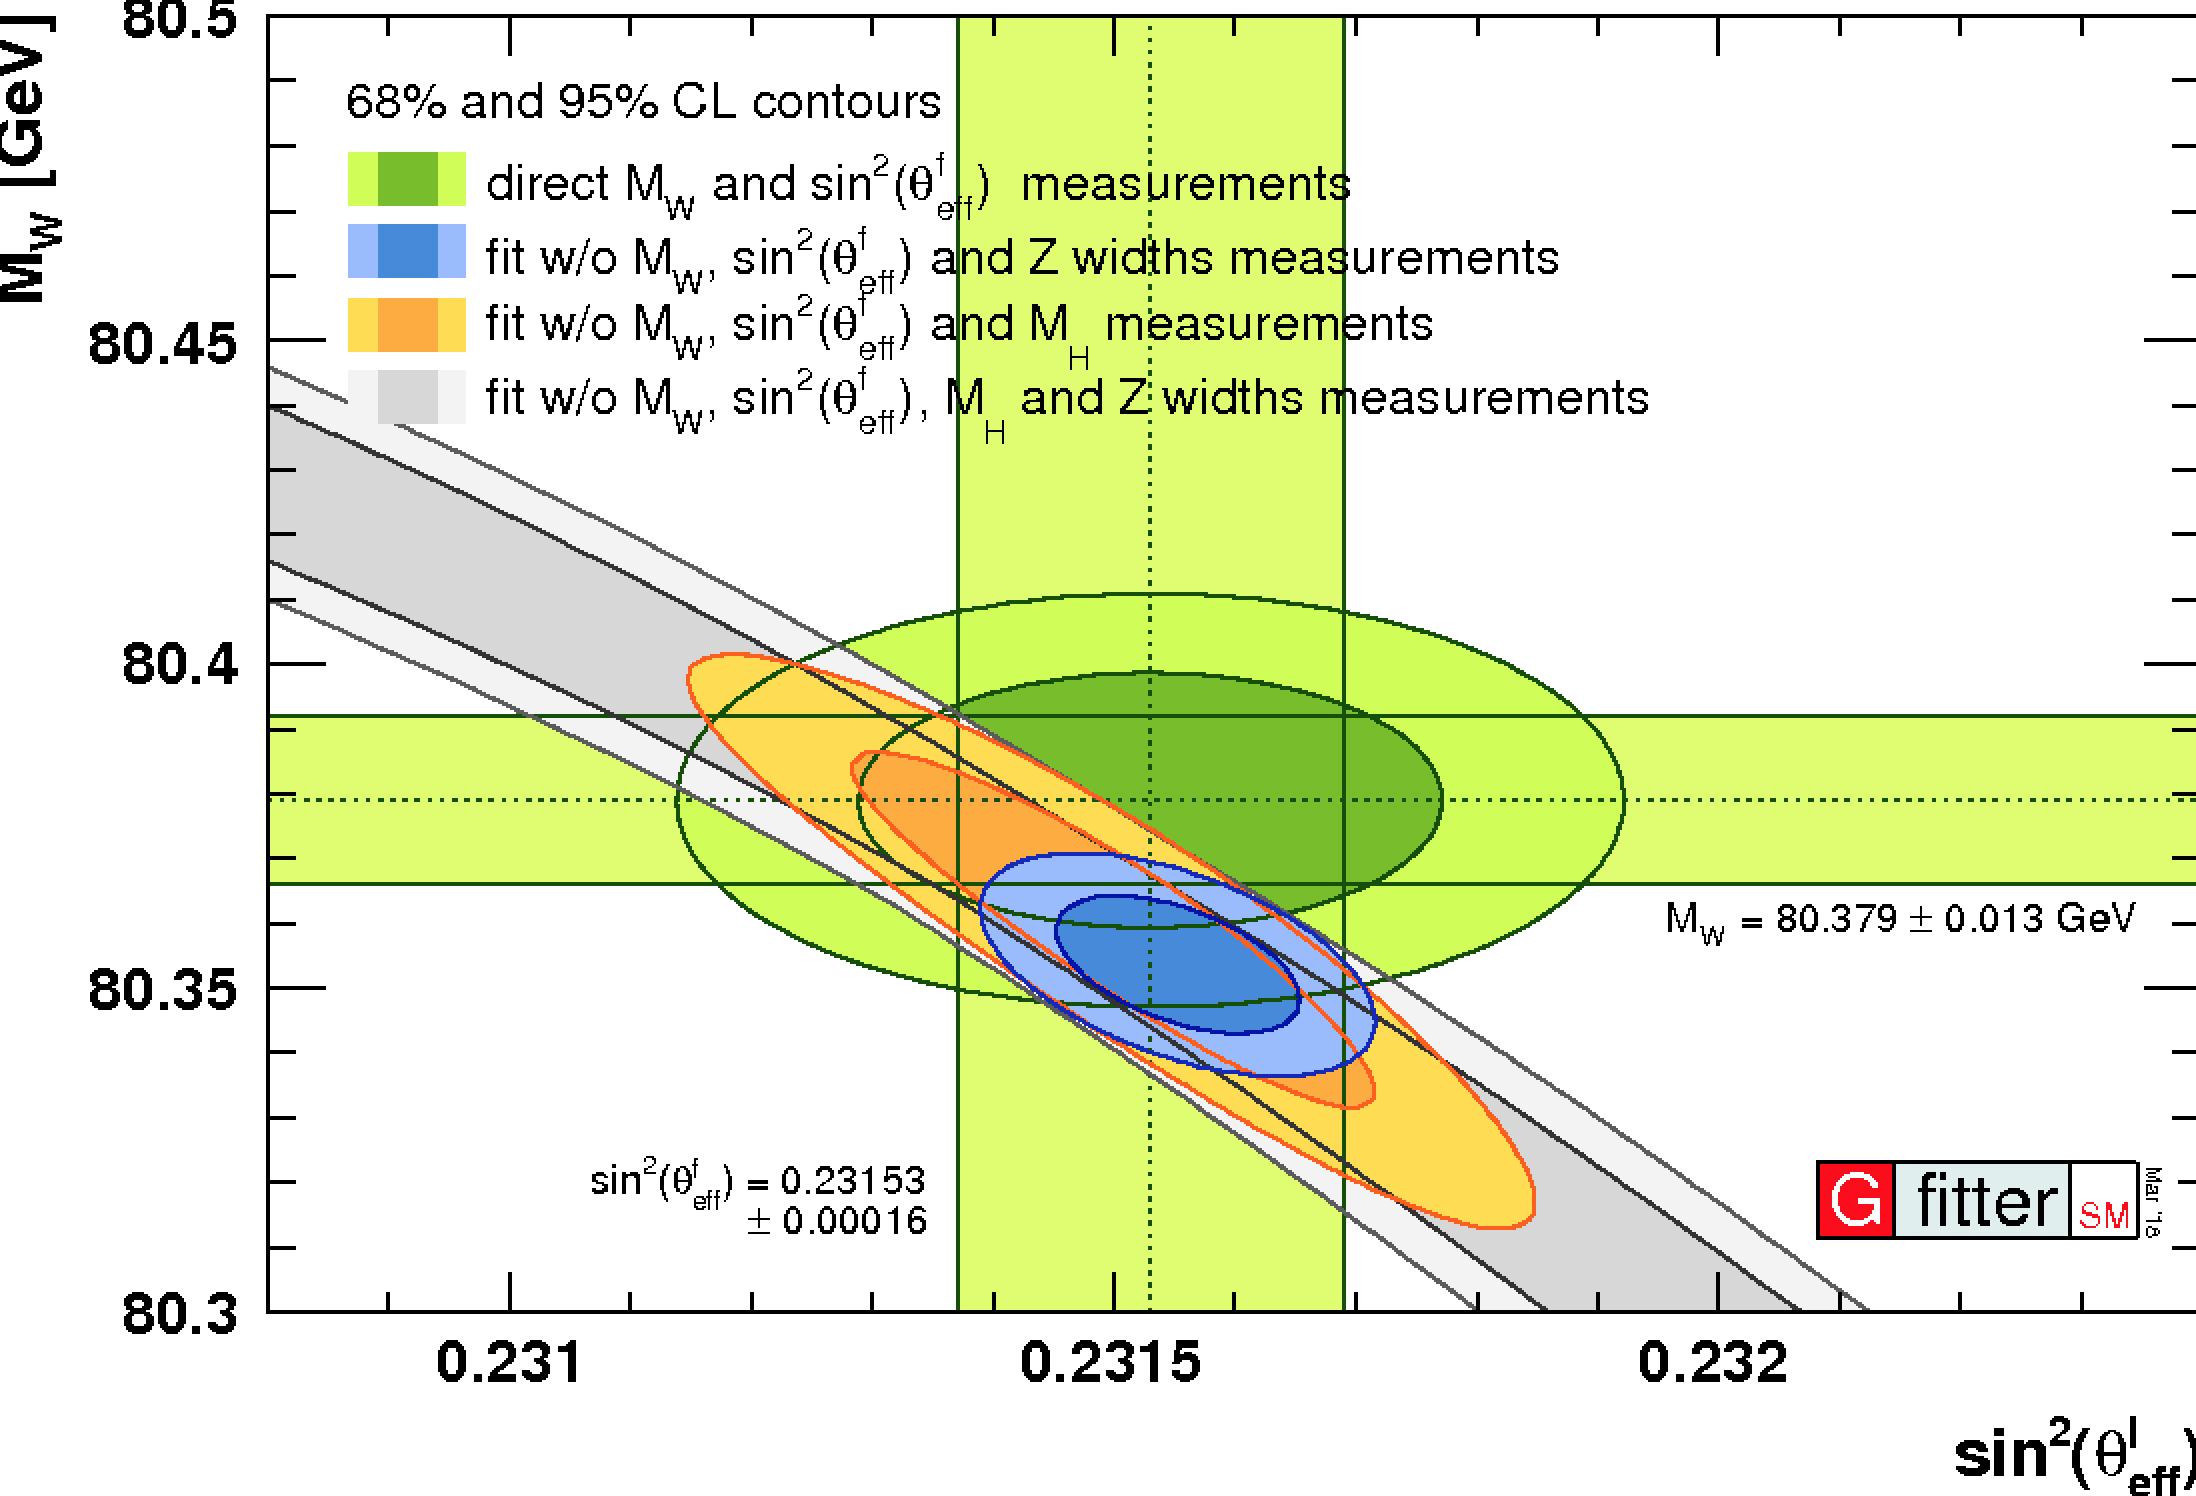 M_W [GeV]
80.5
80.45
80.4
80.35
80.3
68% and 95% CL contours
direct M_W and sin²(θ^f_eff) measurements
fit w/o M_W, sin²(θ^f_eff) and Z widths measurements
fit w/o M_W, sin²(θ^f_eff) and M_H measurements
fit w/o M_W, sin²(θ^f_eff), M_H and Z widths measurements
M_W = 80.379 ± 0.013 GeV
sin²(θ^f_eff) = 0.23153
± 0.00016
G fitter SM
Mar '18
0.231 0.2315 0.232
sin²(θ^l_eff)